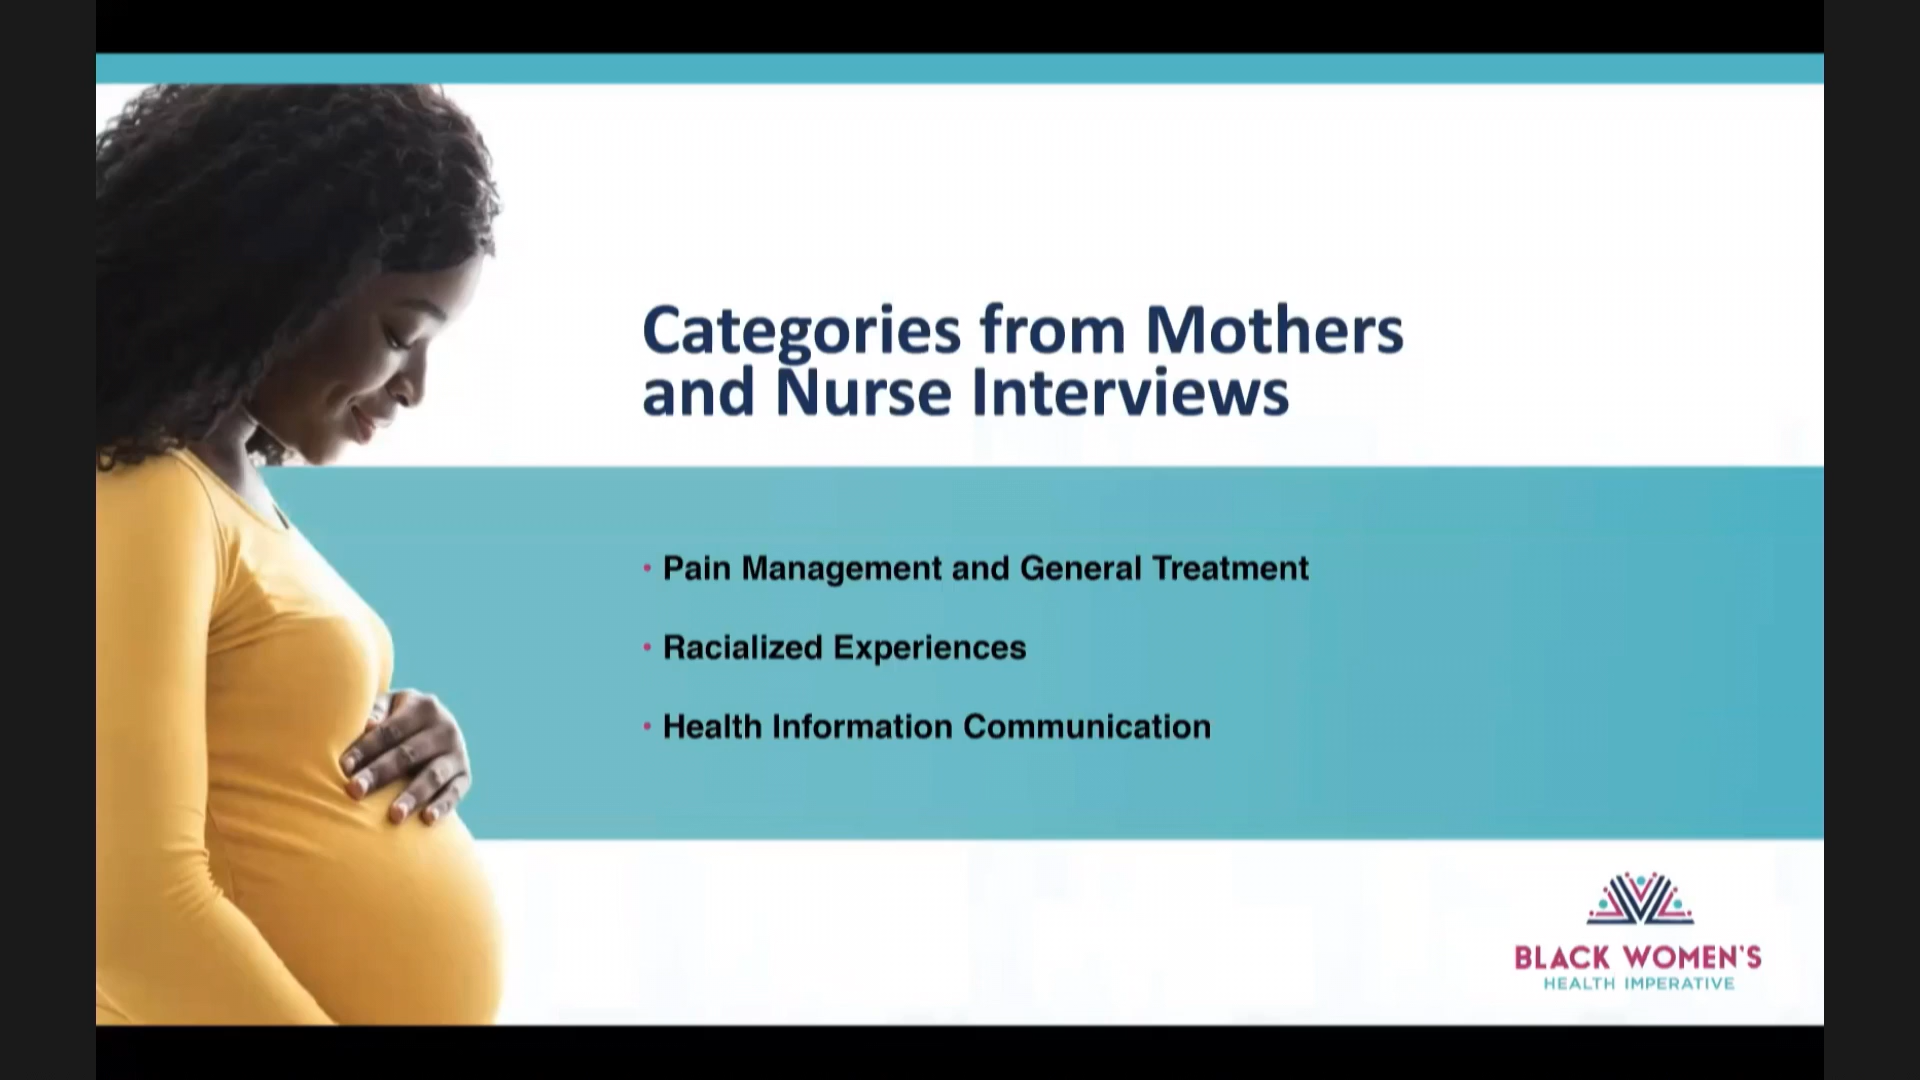 Categories from Mothers
and Nurse Interviews
• Pain Management and General Treatment
• Racialized Experiences
• Health Information Communication
BLACK WOMEN'S
HEALTH IMPERATIVE